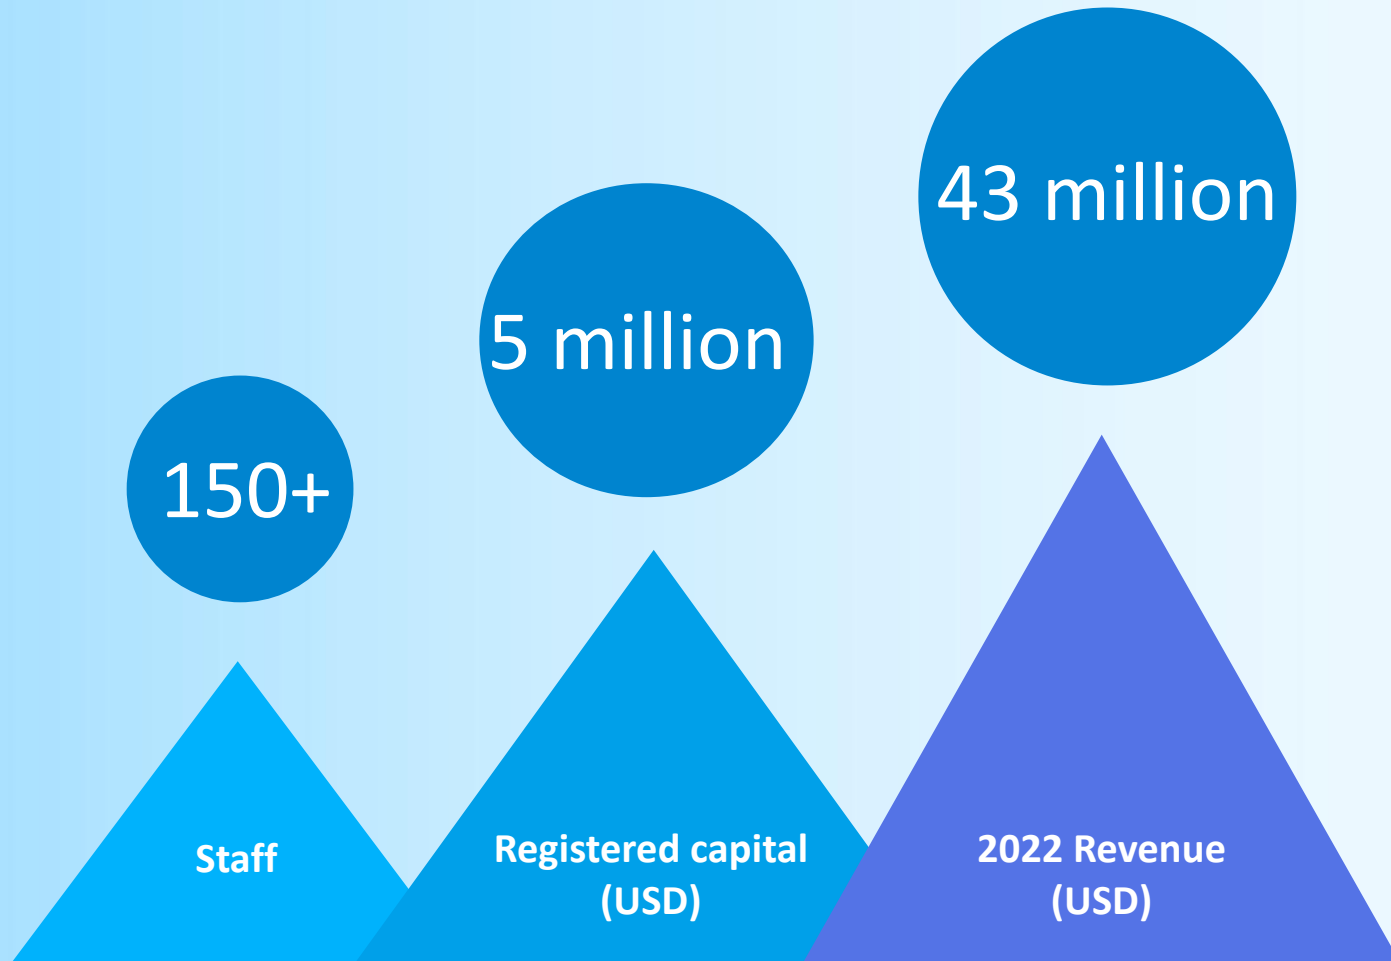 150+
Staff
5 million
Registered capital
(USD)
43 million
2022 Revenue
(USD)